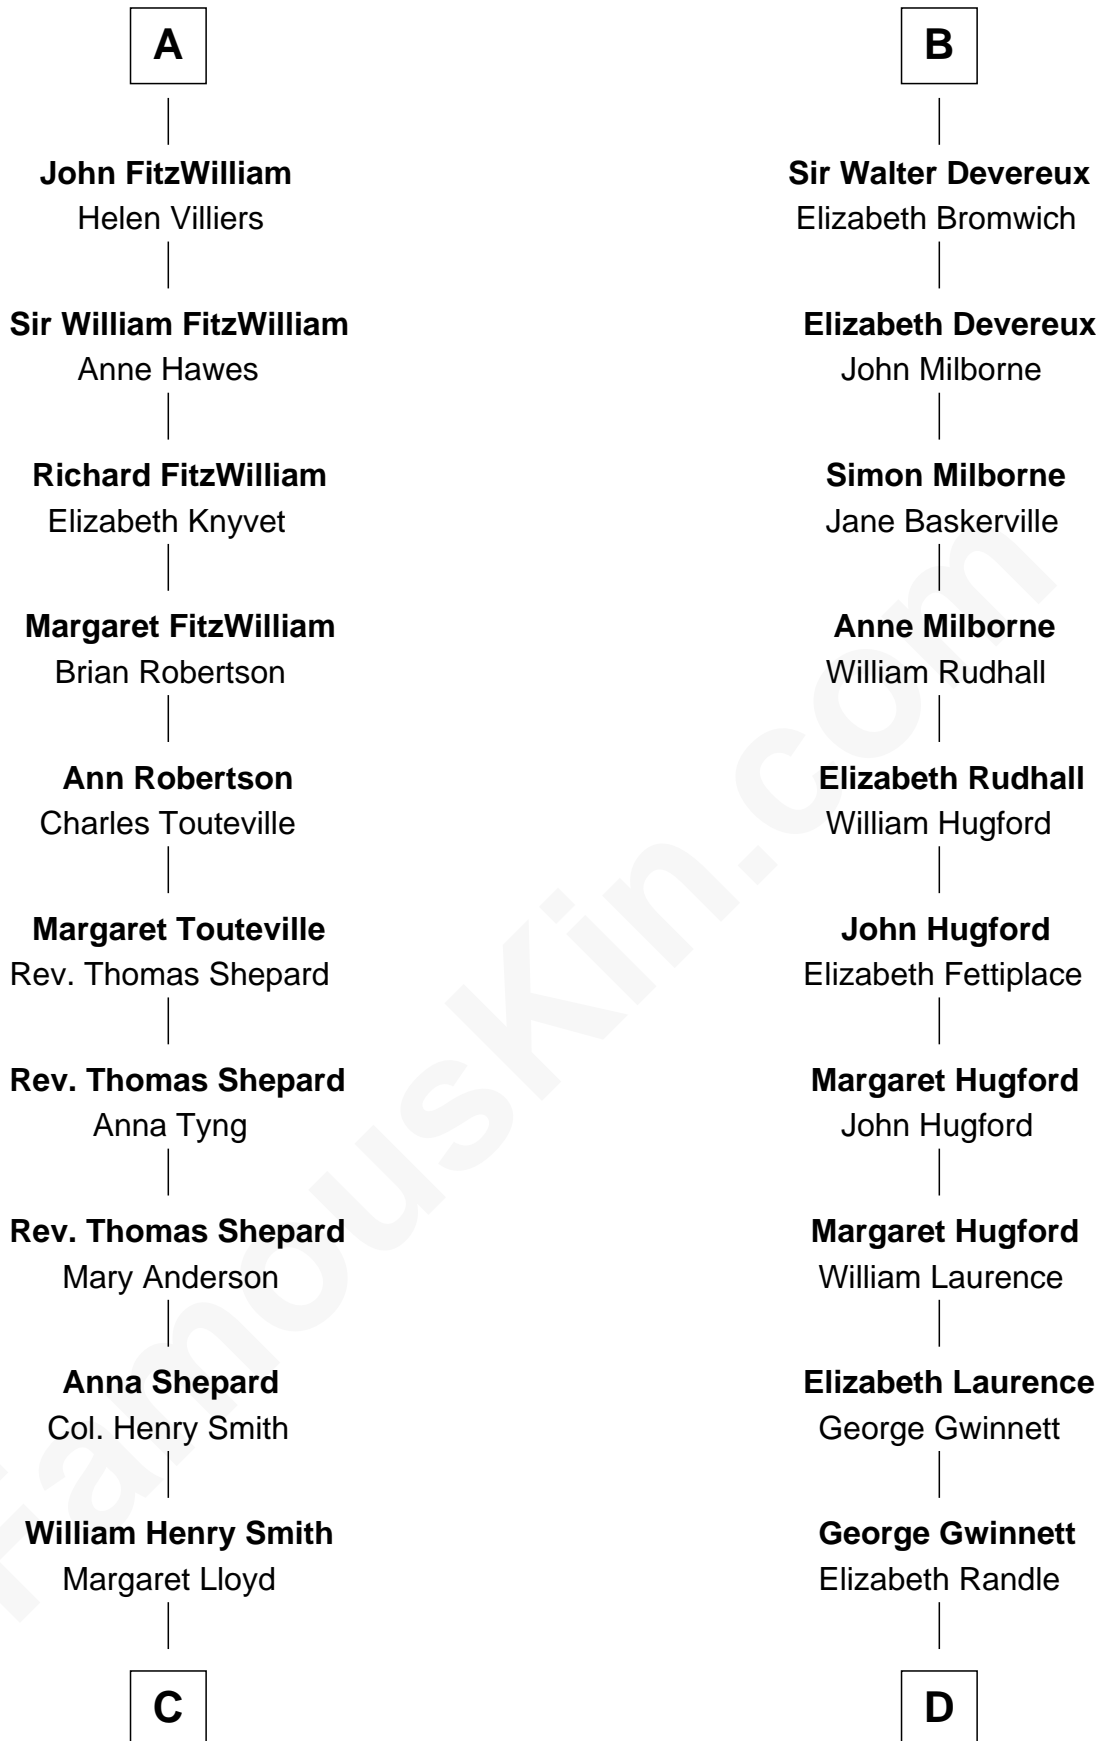 A
John FitzWilliam
Helen Villiers
Sir William FitzWilliam
Anne Hawes
Richard FitzWilliam
Elizabeth Knyvet
Margaret FitzWilliam
Brian Robertson
Ann Robertson
Charles Touteville
Margaret Touteville
Rev. Thomas Shepard
Rev. Thomas Shepard
Anna Tyng
Rev. Thomas Shepard
Mary Anderson
Anna Shepard
Col. Henry Smith
William Henry Smith
Margaret Lloyd
C
B
Sir Walter Devereux
Elizabeth Bromwich
Elizabeth Devereux
John Milborne
Simon Milborne
Jane Baskerville
Anne Milborne
William Rudhall
Elizabeth Rudhall
William Hugford
John Hugford
Elizabeth Fettiplace
Margaret Hugford
John Hugford
Margaret Hugford
William Laurence
Elizabeth Laurence
George Gwinnett
George Gwinnett
Elizabeth Randle
D
FamousKin.com